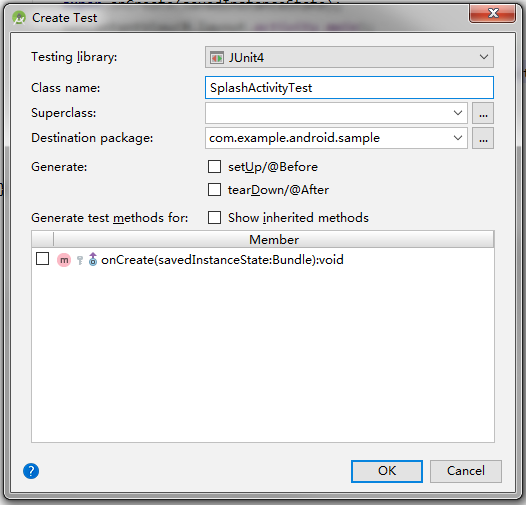 Create Test
Testing library: JUnit4
Class name: SplashActivityTest
Superclass: ...
Destination package: com.example.android.sample ...
Generate: setUp/@Before
tearDown/@After
Generate test methods for: Show inherited methods
Member
m onCreate(savedInstanceState:Bundle):void
? OK Cancel